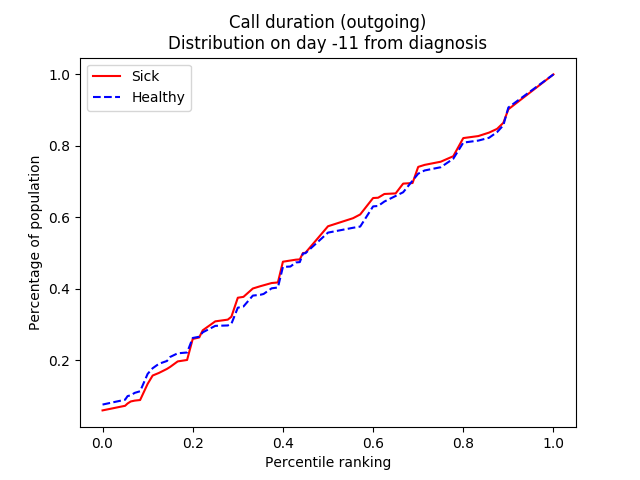 Call duration (outgoing)
Distribution on day -11 from diagnosis
Sick
Healthy
1.0
0.8
0.6
0.4
0.2
Percentage of population
0.0
0.2
0.4
0.6
0.8
1.0
Percentile ranking